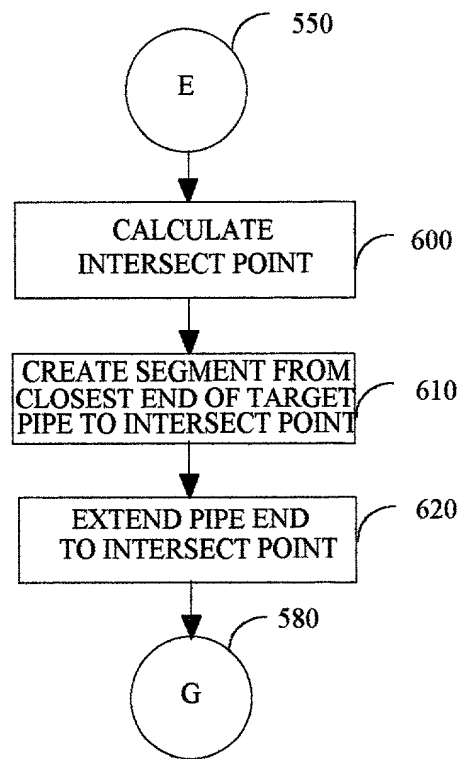 550
E
CALCULATE
INTERSECT POINT
600
CREATE SEGMENT FROM
CLOSEST END OF TARGET
PIPE TO INTERSECT POINT
610
EXTEND PIPE END
TO INTERSECT POINT
620
580
G